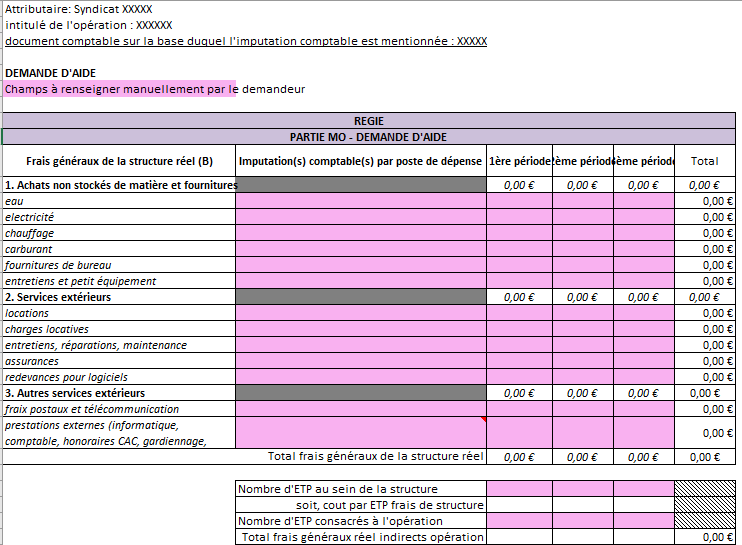 Attributaire: Syndicat XXXXX
intitulé de l'opération : XXXXXX
document comptable sur la base duquel l'imputation comptable est mentionnée : XXXXX
DEMANDE D'AIDE
Champs à renseigner manuellement par le demandeur
REGIE
PARTIE MO - DEMANDE D'AIDE
Frais généraux de la structure réel (B) Imputation(s) comptable(s) par poste de dépense 1ère période ème période ème période Total
1. Achats non stockés de matière et fournitures 0,00 € 0,00 € 0,00 € 0,00 €
eau 0,00 €
electricité 0,00 €
chauffage 0,00 €
carburant 0,00 €
fournitures de bureau 0,00 €
entretiens et petit équipement 0,00 €
2. Services extérieurs 0,00 € 0,00 € 0,00 € 0,00 €
locations 0,00 €
charges locatives 0,00 €
entretiens, réparations, maintenance 0,00 €
assurances 0,00 €
redevances pour logiciels 0,00 €
3. Autres services extérieurs 0,00 € 0,00 € 0,00 € 0,00 €
fraix postaux et télécommunication 0,00 €
prestations externes (informatique,
comptable, honoraires CAC, gardiennage, 0,00 €
Total frais généraux de la structure réel 0,00 € 0,00 € 0,00 € 0,00 €
Nombre d'ETP au sein de la structure
soit, cout par ETP frais de structure
Nombre d'ETP consacrés à l'opération
Total frais généraux réel indirects opération 0,00 €